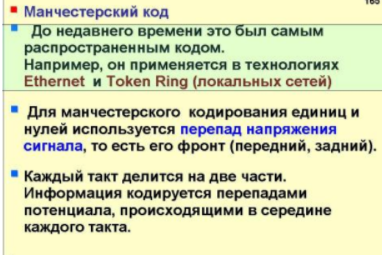 165
Манчестерский код
До недавнего времени это был самым
распространенным кодом.
Например, он применяется в технологиях
Ethernet и Token Ring (локальных сетей)
Для манчестерского кодирования единиц и
нулей используется перепад напряжения
сигнала, то есть его фронт (передний, задний).
Каждый такт делится на две части.
Информация кодируется перепадами
потенциала, происходящими в середине
каждого такта.